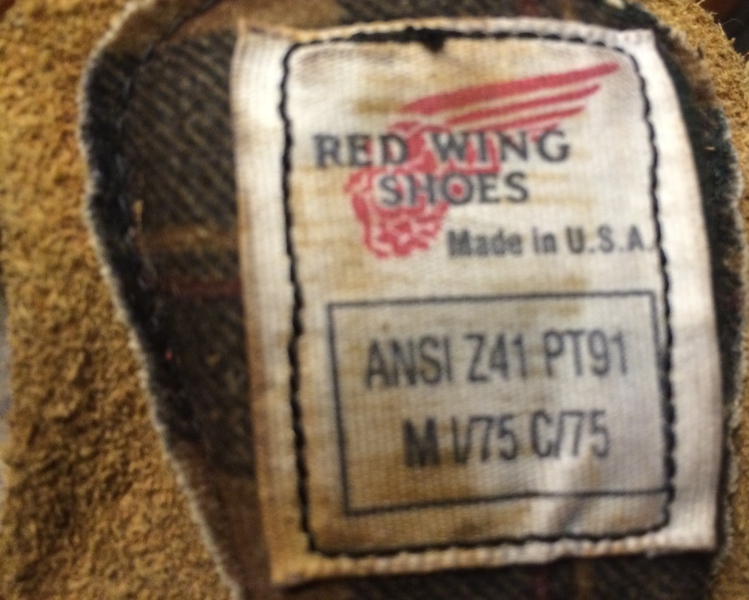 RED WING
SHOES
Made in U.S.A.
ANSI Z41 PT91
M I/75 C/75